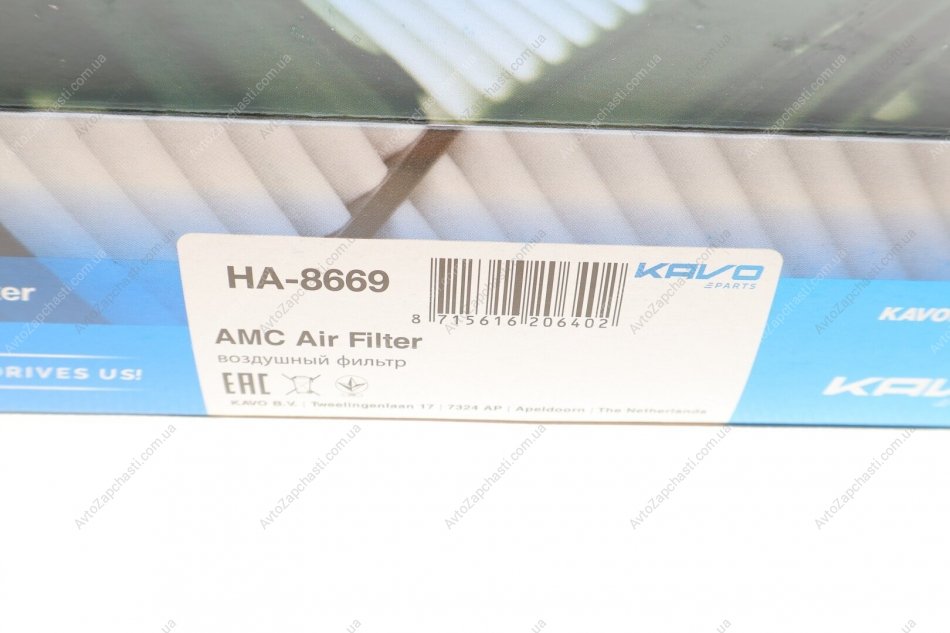 HA-8669
8 715616 206402
KAVO
PARTS
AMC Air Filter
воздушный фильтр
EAC
KAVO B.V. | Tweelingenlaan 17 | 7324 AP | Apeldoorn | The Netherlands
ter
DRIVES US!
KAVO
KAVO
AvtoZapchasti.com.ua